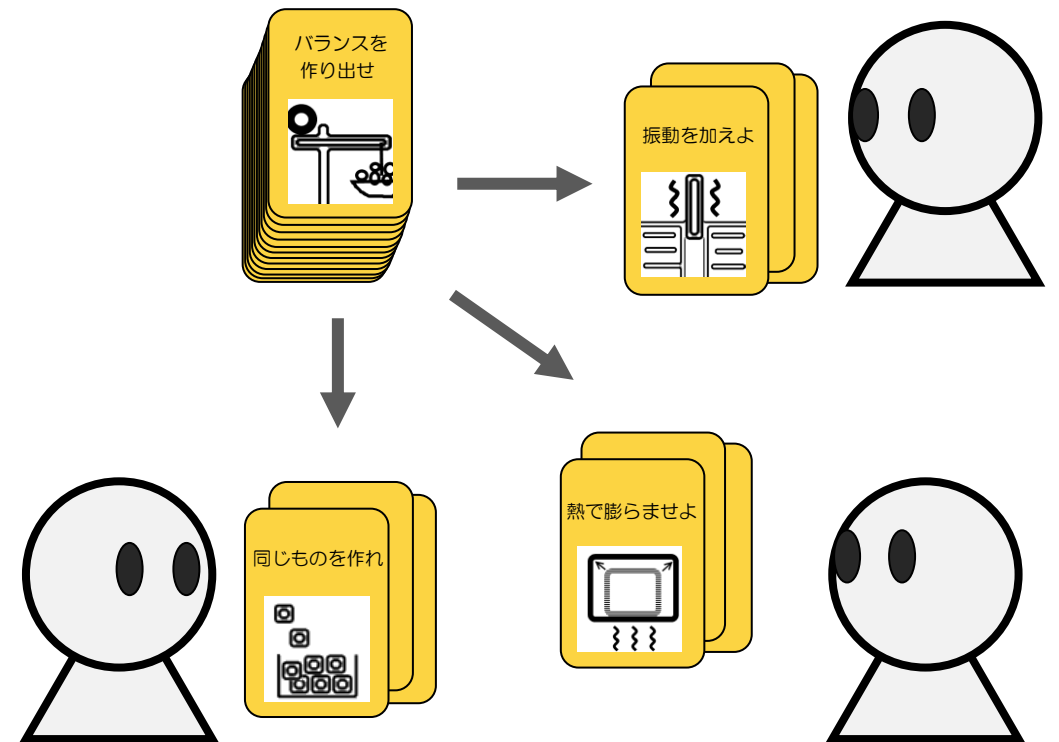 バランスを
作り出せ
振動を加えよ
同じものを作れ
熱で膨らませよ